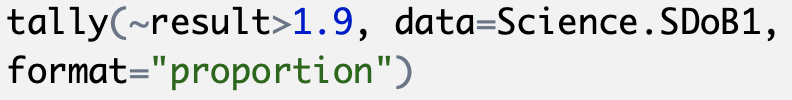 tally(~result>1.9, data=Science.SDoB1,
format="proportion")